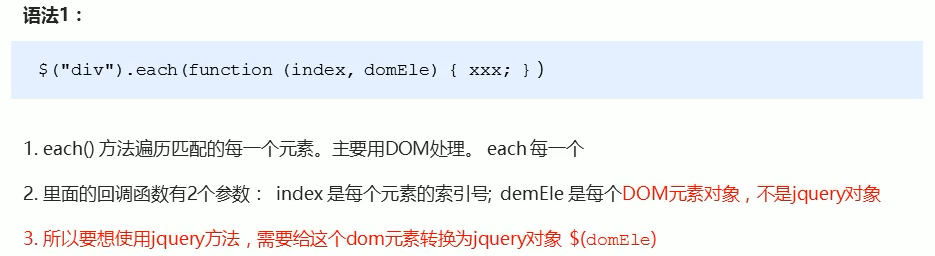 语法1：
$("div").each(function (index, domEle) { xxx; })
1. each() 方法遍历匹配的每一个元素。主要用DOM处理。 each 每一个
2. 里面的回调函数有2个参数： index 是每个元素的索引号; demEle 是每个DOM元素对象，不是jquery对象
3. 所以要想使用jquery方法，需要给这个dom元素转换为jquery对象 $(domEle)